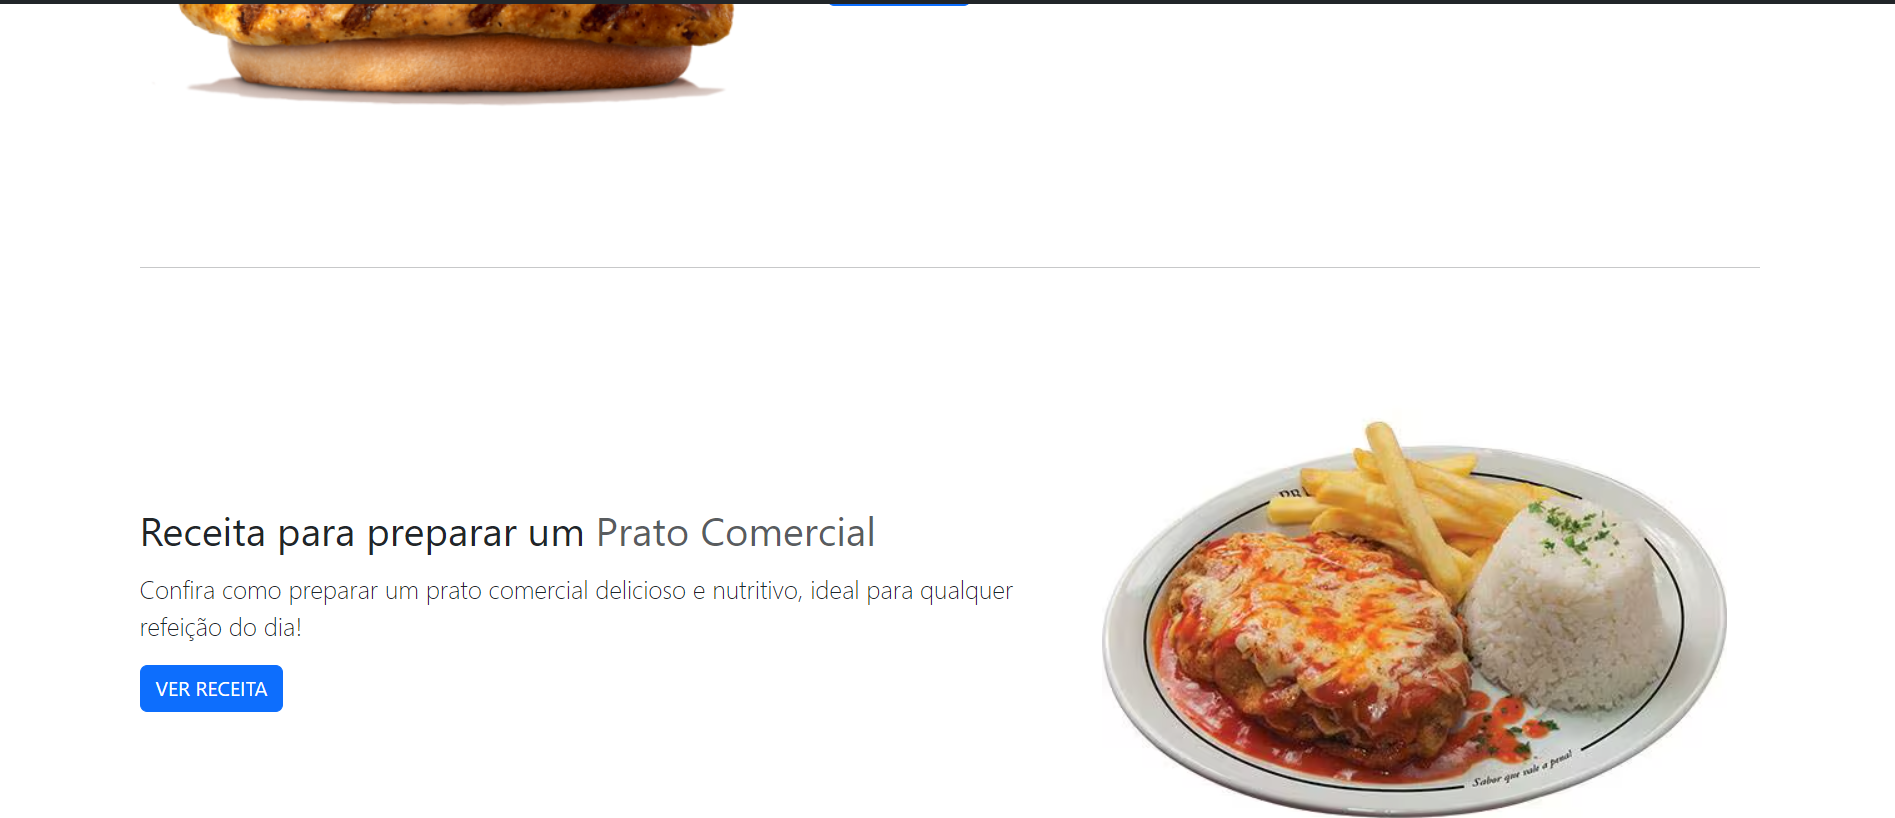 Receita para preparar um Prato Comercial
Confira como preparar um prato comercial delicioso e nutritivo, ideal para qualquer
refeição do dia!
VER RECEITA
Sabor que vale a pena!